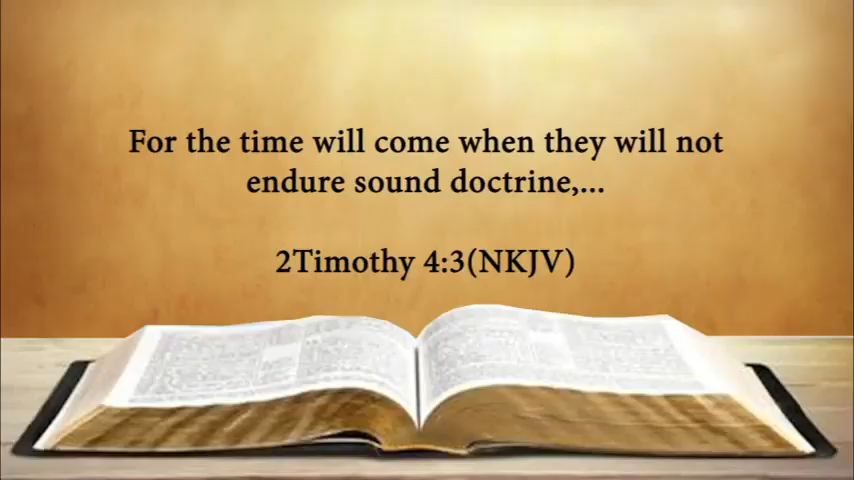 For the time will come when they will not
endure sound doctrine,...
2Timothy 4:3(NKJV)